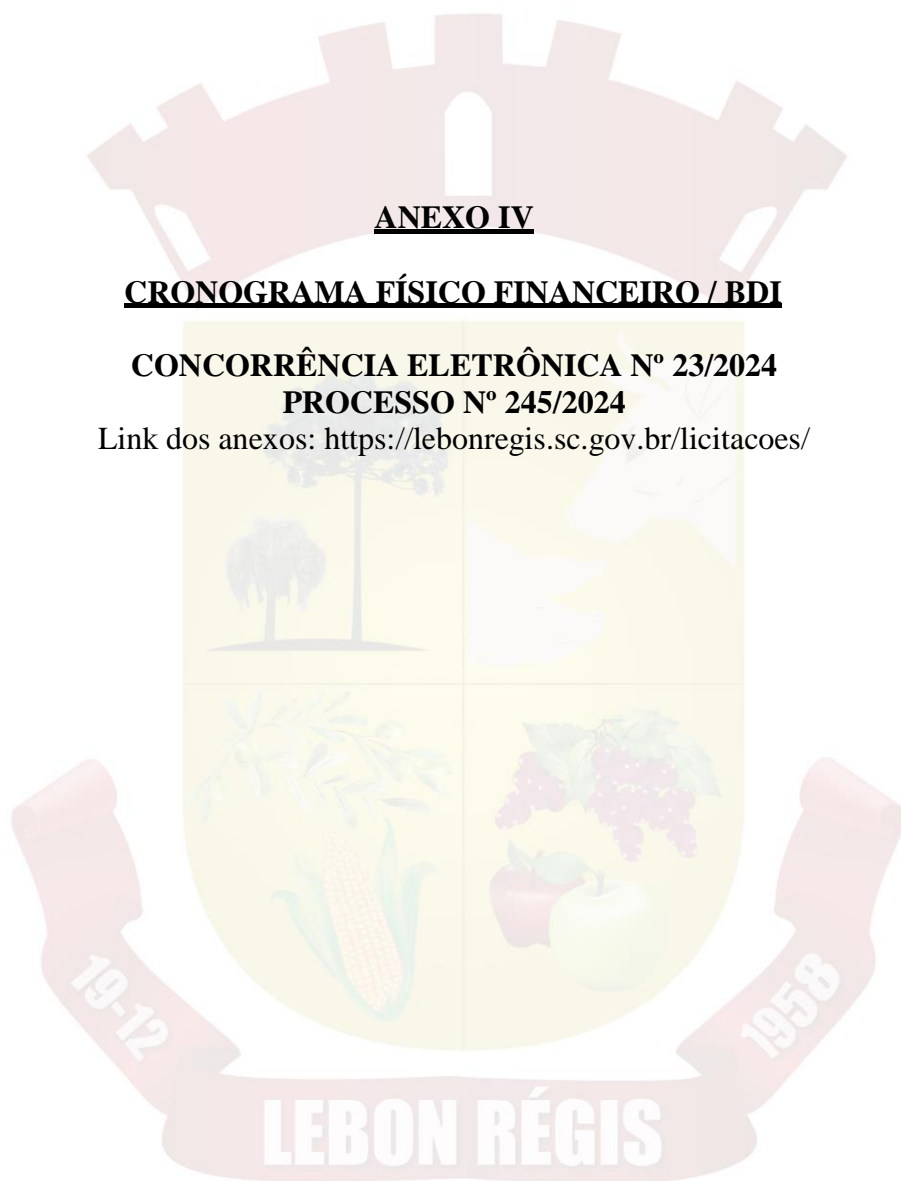 ANEXO IV
CRONOGRAMA FÍSICO FINANCEIRO / BDI
CONCORRÊNCIA ELETRÔNICA Nº 23/2024
PROCESSO Nº 245/2024
Link dos anexos: https://lebonregis.sc.gov.br/licitacoes/
19-12
1958
LEBON RÉGIS